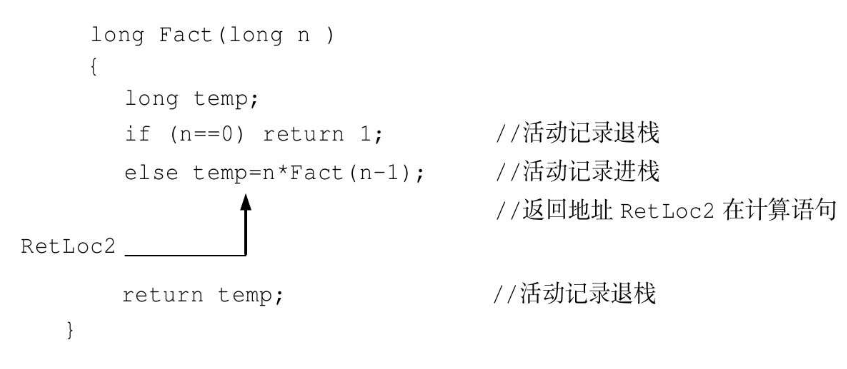 long Fact(long n )
{
long temp;
if (n==0) return 1; //活动记录退栈
else temp=n*Fact(n-1); //活动记录进栈
//返回地址 RetLoc2 在计算语句
RetLoc2
return temp; //活动记录退栈
}